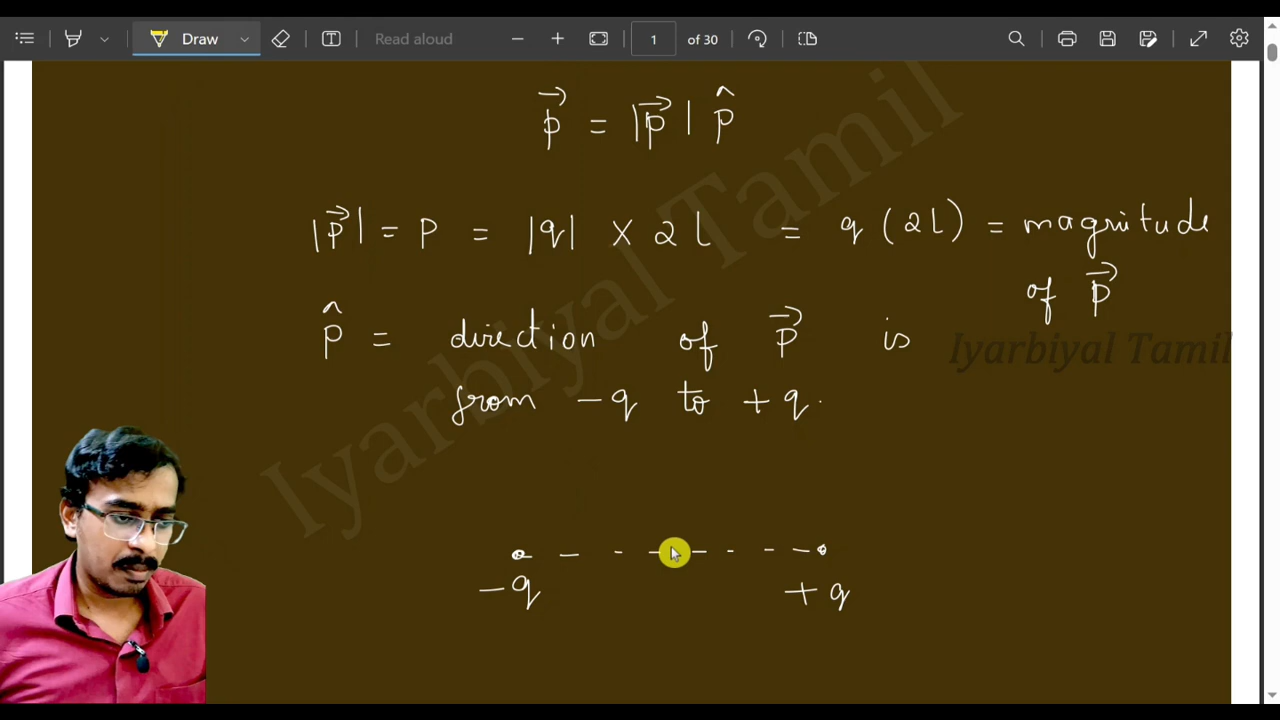 Draw
Read aloud
1 of 30
p⃗ = |p⃗| p̂
|p⃗| = P = |q| × 2l = q (2l) = magnitude
of p⃗
p̂ = direction of p⃗ is
from -q to +q.
Iyarbiyal Tamil
Iyarbiyal Tamil
-q +q